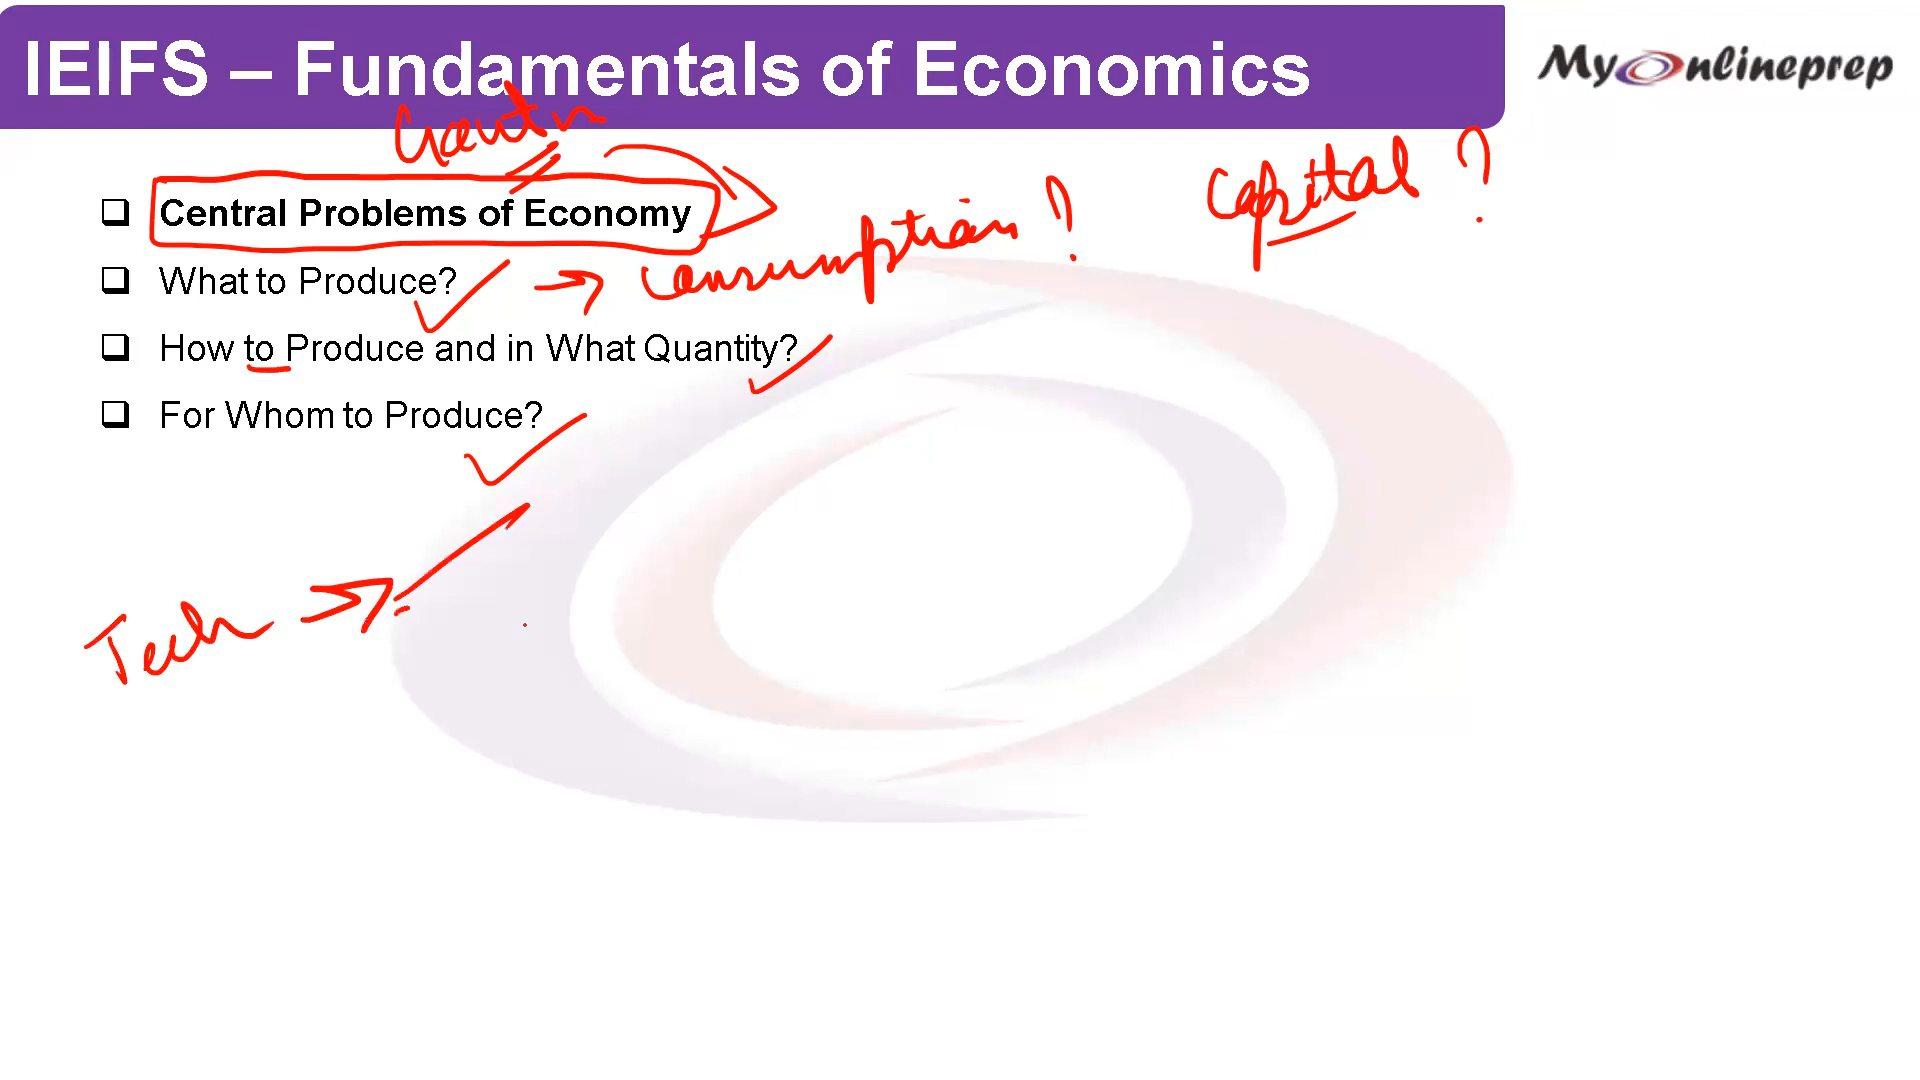 IEIFS – Fundamentals of Economics
MyOnlineprep
Growth
Capital ?
Central Problems of Economy
What to Produce?
→ Consumption ?
How to Produce and in What Quantity?
For Whom to Produce?
Tech →